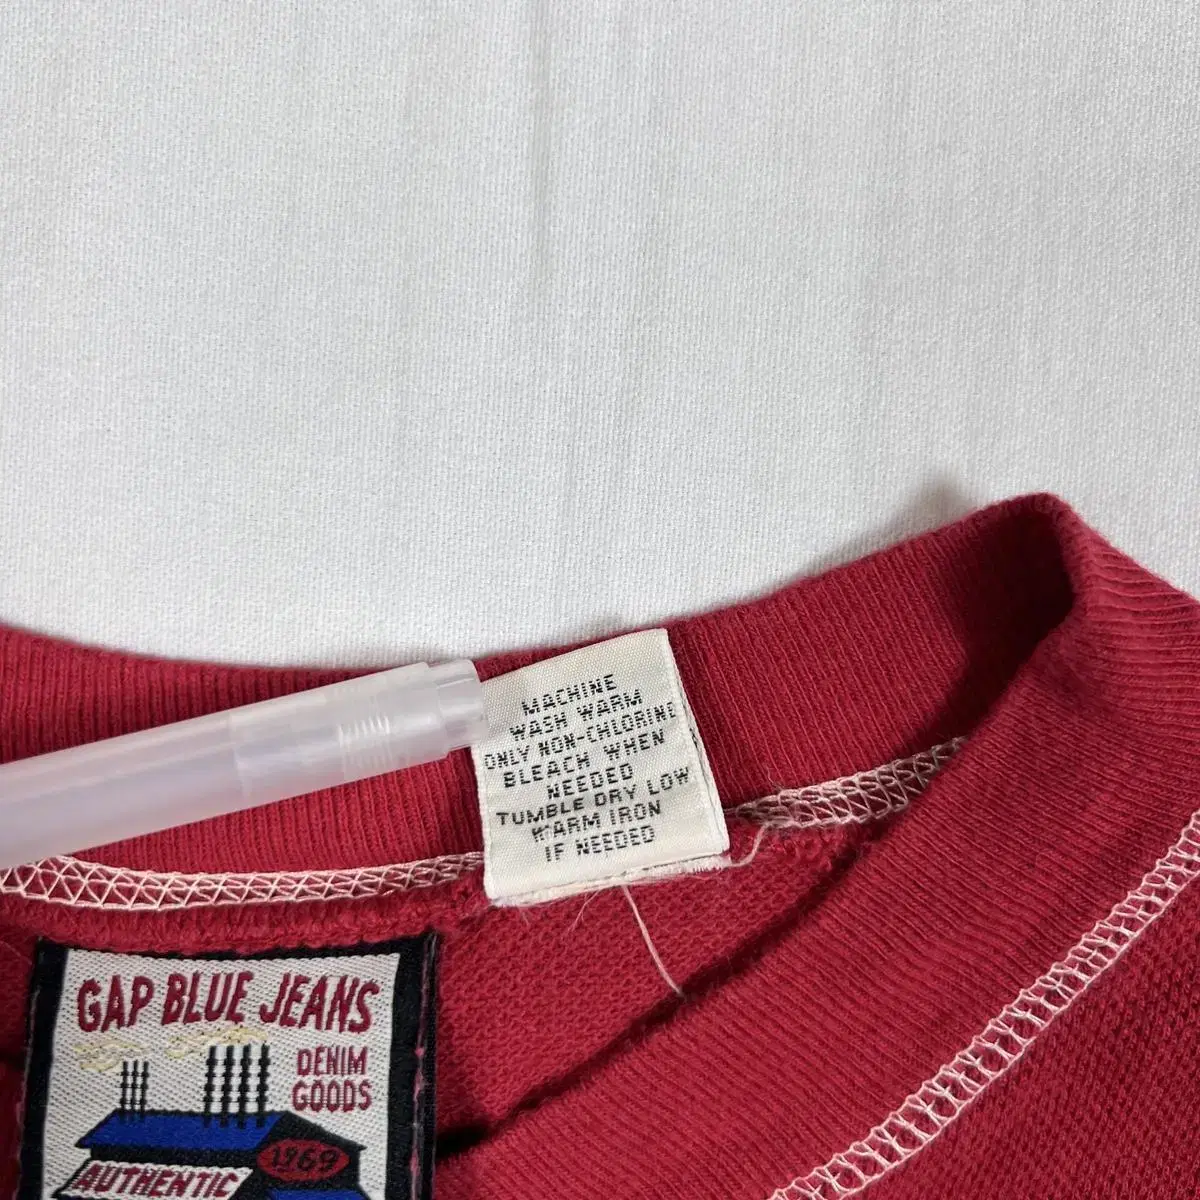 MACHINE
WASH WARM
ONLY NON-CHLORINE
BLEACH WHEN
NEEDED
TUMBLE DRY LOW
WARM IRON
IF NEEDED
GAP BLUE JEANS
DENIM
GOODS
1969
AUTHENTIC